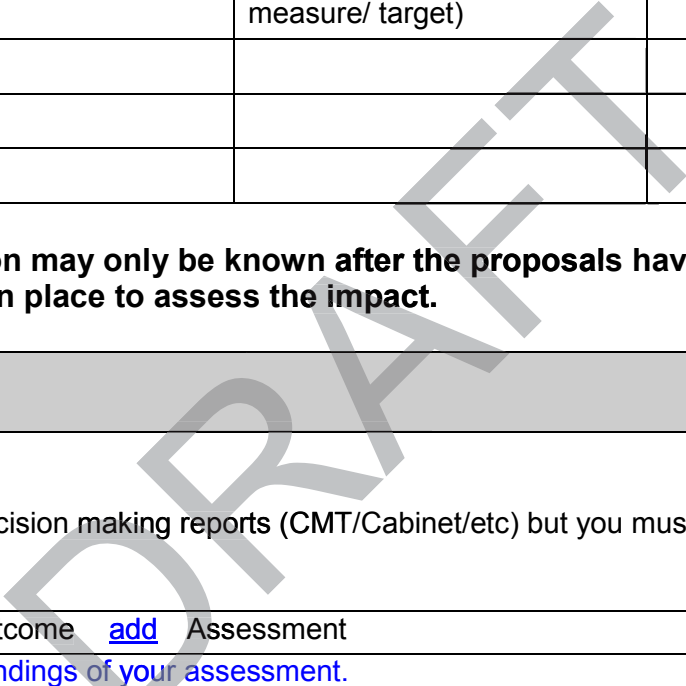 measure/ target)
on may only be known after the proposals hav
n place to assess the impact.
cision making reports (CMT/Cabinet/etc) but you mus
tcome add Assessment
ndings of your assessment.
DRAFT